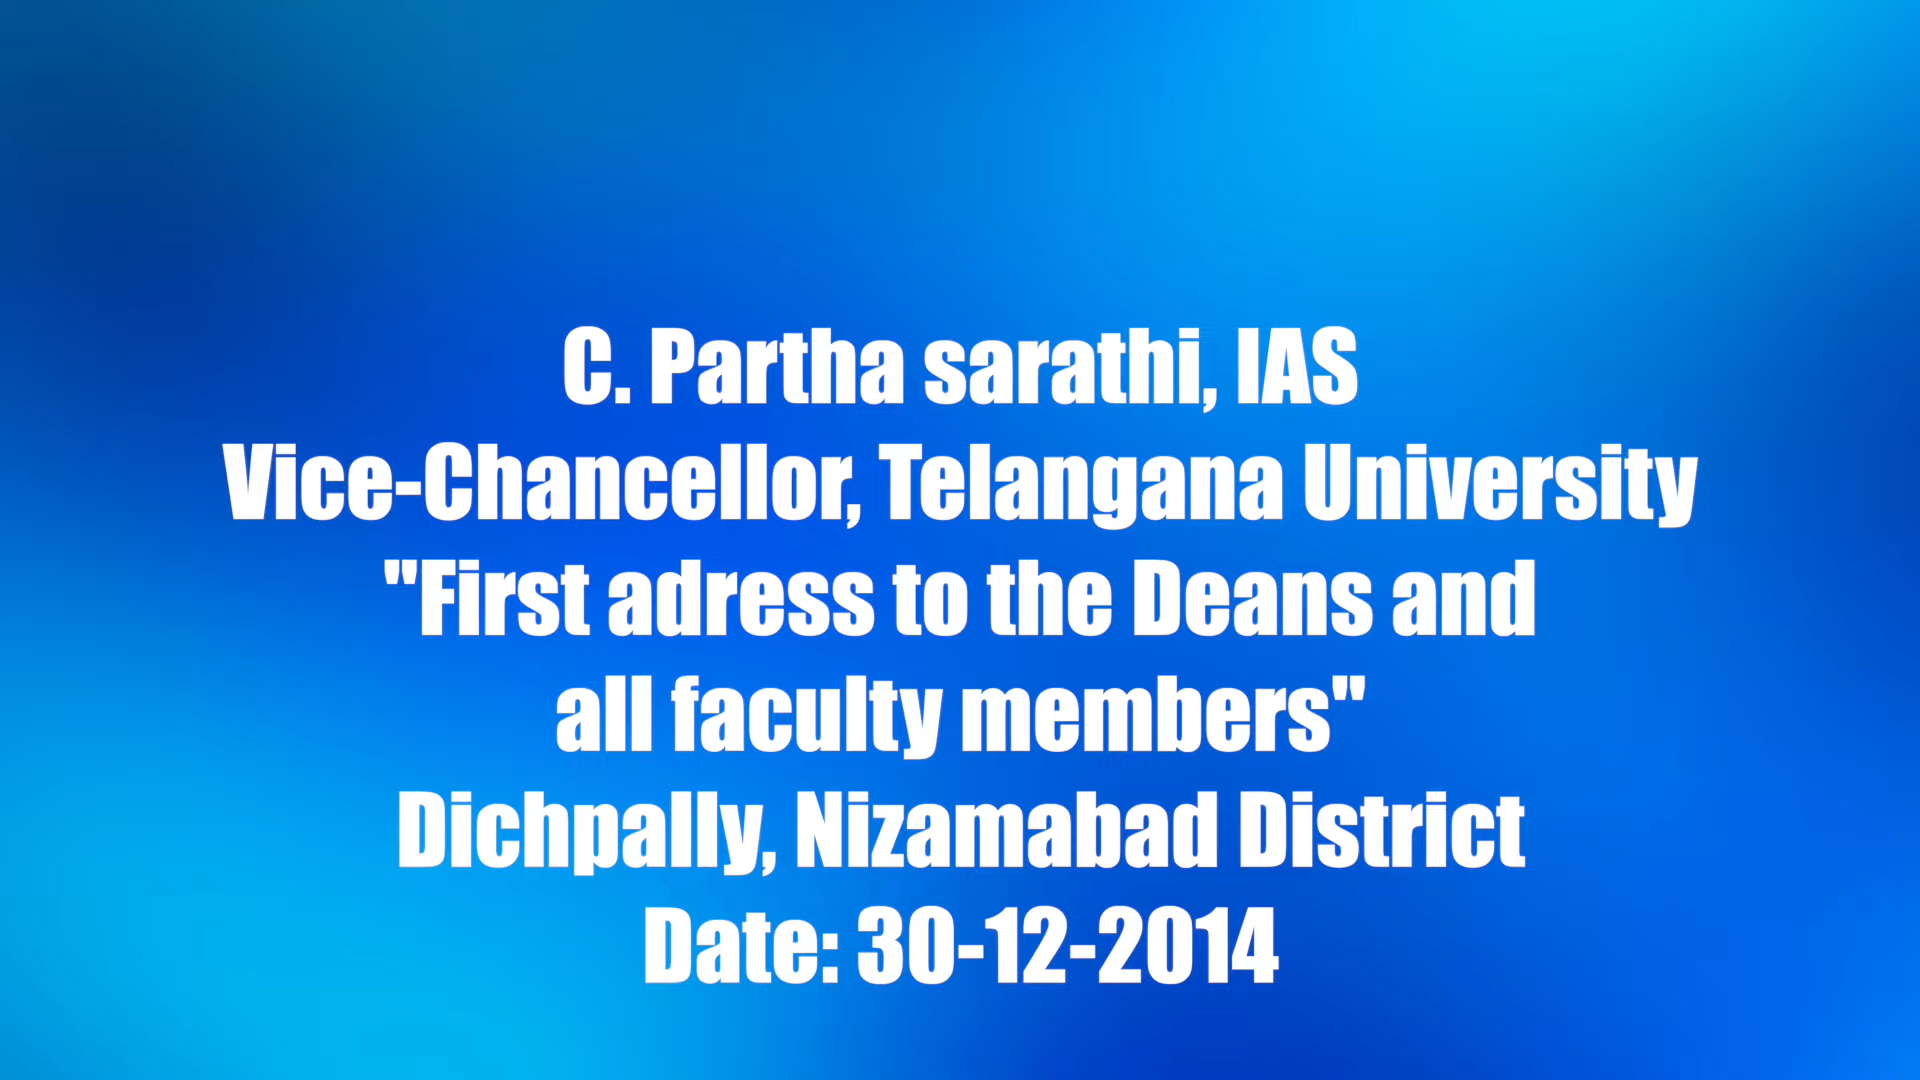 C. Partha sarathi, IAS
Vice-Chancellor, Telangana University
"First adress to the Deans and
all faculty members"
Dichpally, Nizamabad District
Date: 30-12-2014